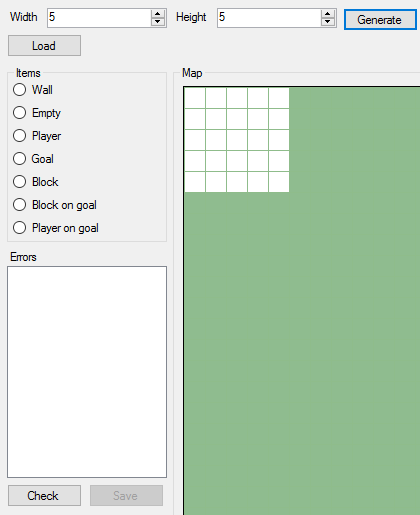 Width 5 Height 5 Generate
Load
Items
Wall
Empty
Player
Goal
Block
Block on goal
Player on goal
Errors
Check Save
Map